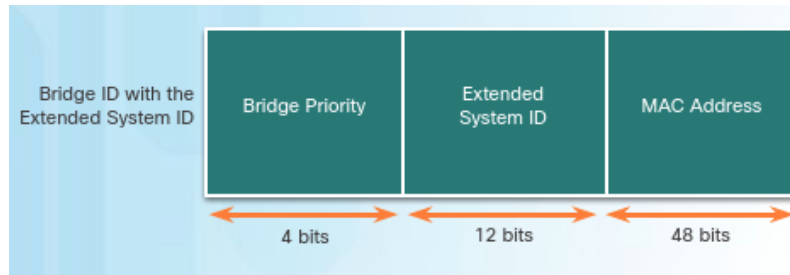 Bridge ID with the
Extended System ID
Bridge Priority
Extended
System ID
MAC Address
4 bits
12 bits
48 bits